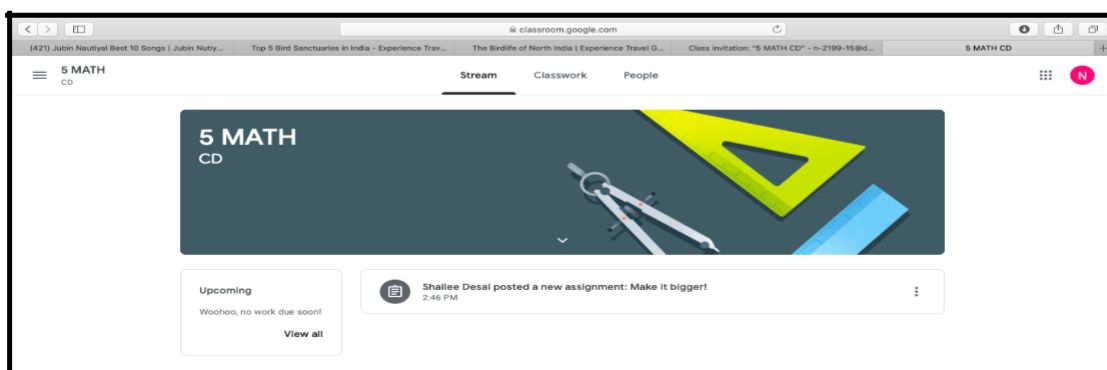 classroom.google.com
(421) Jubin Nautiyal Best 10 Songs | Jubin Nutiy... Top 5 Bird Sanctuaries in India - Experience Trav... The Birdlife of North India | Experience Travel G... Class invitation: "5 MATH CD" - n-2199-15@d... 5 MATH CD
5 MATH
CD
Stream Classwork People
N
5 MATH
CD
Upcoming
Woohoo, no work due soon!
View all
Shailee Desai posted a new assignment: Make it bigger!
2:46 PM